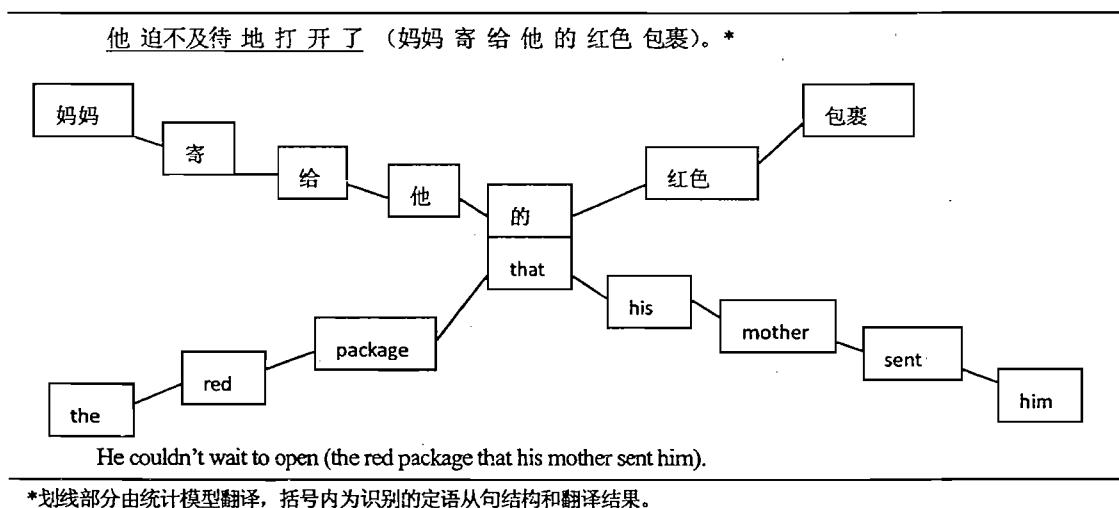 他 迫不及待 地 打 开 了 （妈妈 寄 给 他 的 红色 包裹）。*
妈妈
寄
给
他
的
红色
包裹
that
his
mother
sent
him
package
red
the
He couldn't wait to open (the red package that his mother sent him).
*划线部分由统计模型翻译，括号内为识别的定语从句结构和翻译结果。